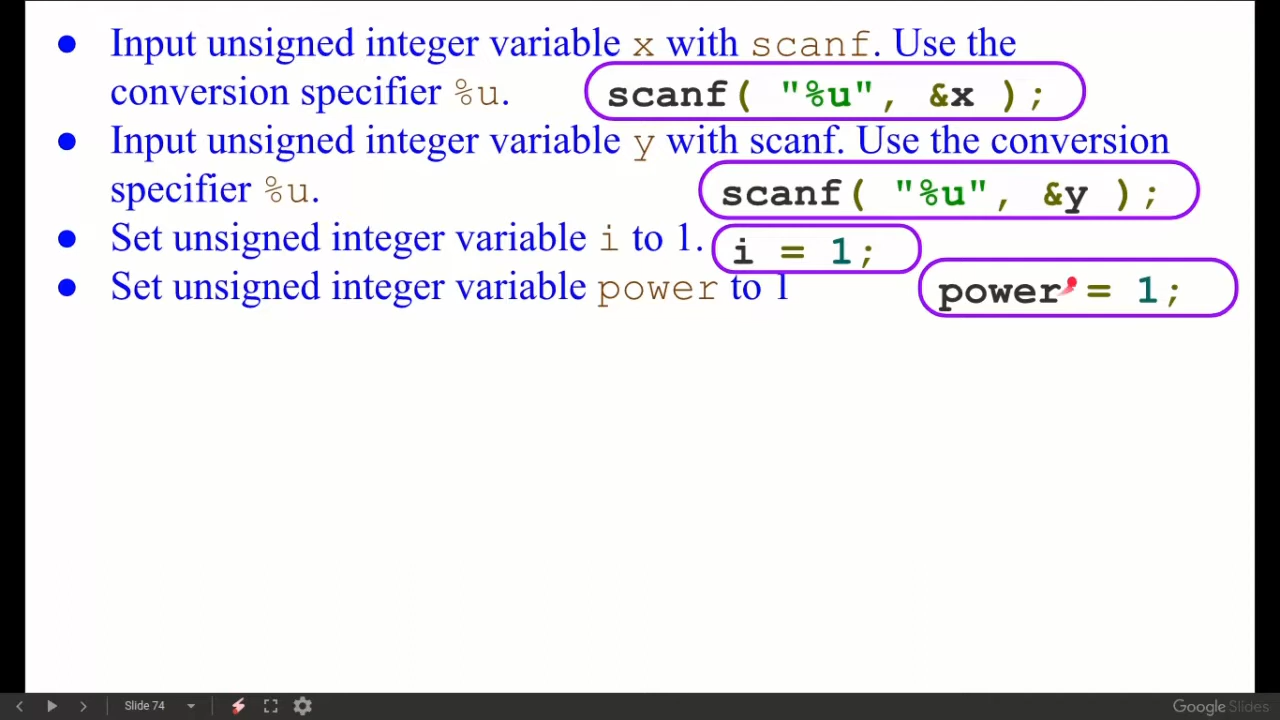 ● Input unsigned integer variable x with scanf. Use the
conversion specifier %u. scanf( "%u", &x );
● Input unsigned integer variable y with scanf. Use the conversion
specifier %u. scanf( "%u", &y );
● Set unsigned integer variable i to 1. i = 1;
● Set unsigned integer variable power to 1 power = 1;
Slide 74
Google Slides